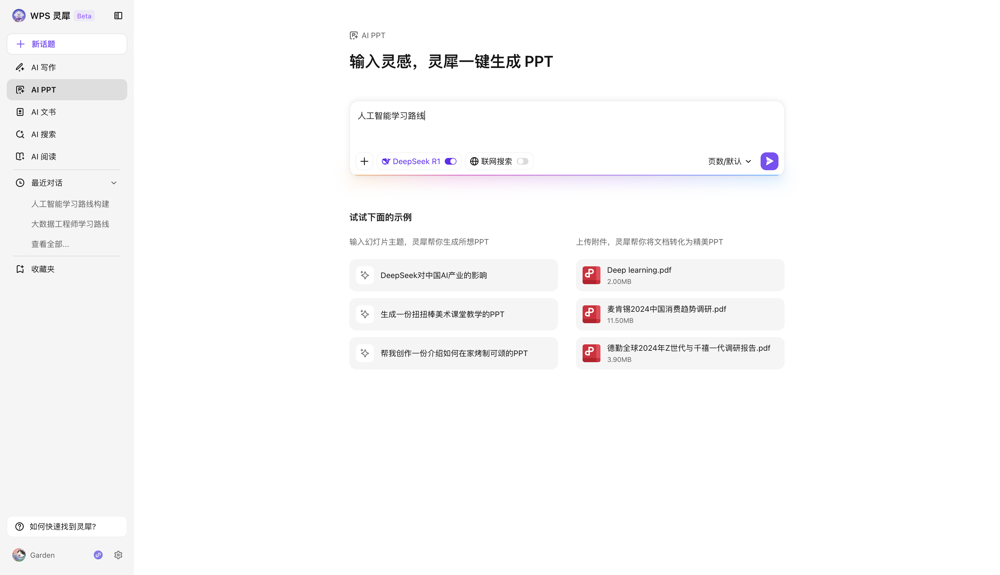 WPS 灵犀 Beta
新话题
AI 写作
AI PPT
AI 文书
AI 搜索
AI 阅读
最近对话
人工智能学习路线构建
大数据工程师学习路线
查看全部...
收藏夹
如何快速找到灵犀?
Garden
AI PPT
输入灵感，灵犀一键生成 PPT
人工智能学习路线
DeepSeek R1
联网搜索
页数/默认
试试下面的示例
输入幻灯片主题，灵犀帮你生成所想PPT
DeepSeek对中国AI产业的影响
生成一份扭扭棒美术课堂教学的PPT
帮我创作一份介绍如何在家烤制可颂的PPT
上传附件，灵犀帮你将文档转化为精美PPT
Deep learning.pdf
2.00MB
麦肯锡2024中国消费趋势调研.pdf
11.50MB
德勤全球2024年Z世代与千禧一代调研报告.pdf
3.90MB